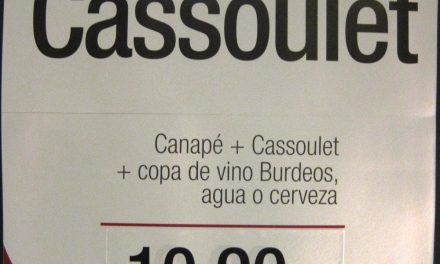 Cassoulet
Canapé + Cassoulet
+ copa de vino Burdeos,
agua o cerveza